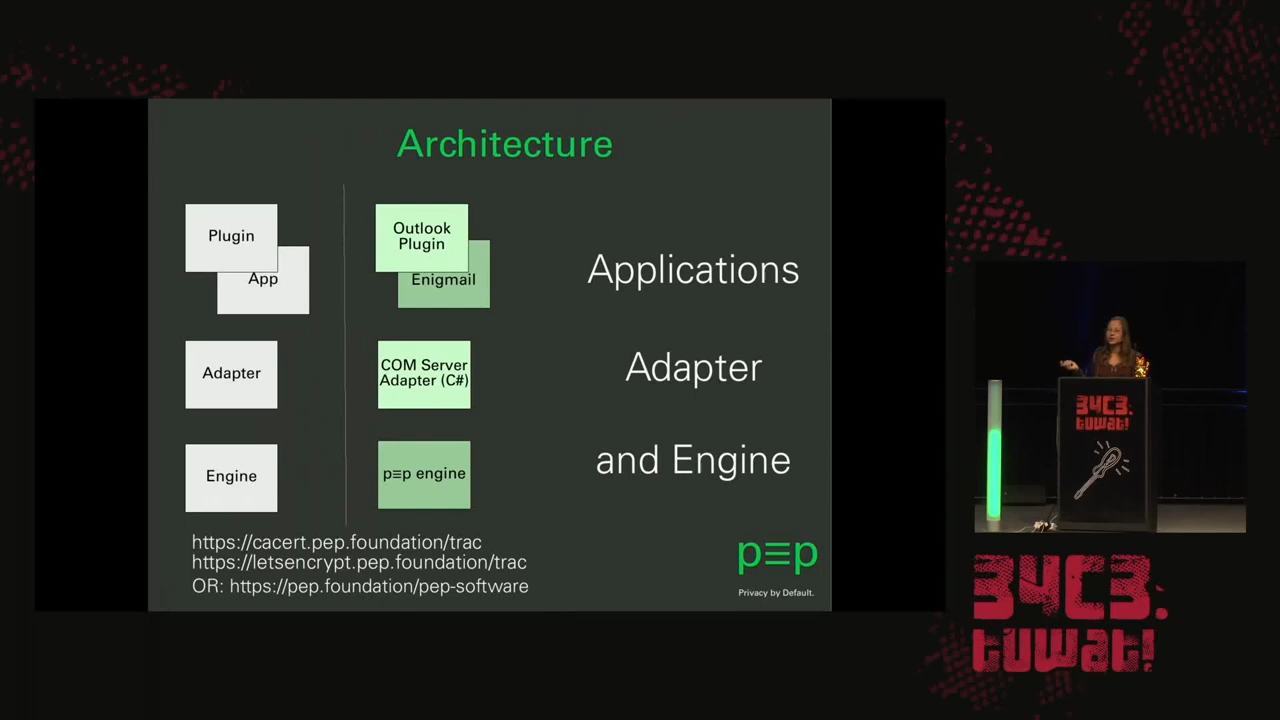 Architecture
Plugin
App
Outlook
Plugin
Enigmail
Applications
Adapter
COM Server
Adapter (C#)
Adapter
Engine
p≡p engine
and Engine
https://cacert.pep.foundation/trac
https://letsencrypt.pep.foundation/trac
OR: https://pep.foundation/pep-software
p≡p
Privacy by Default.
34C3.
tuwat!
34C3.
tuwat!